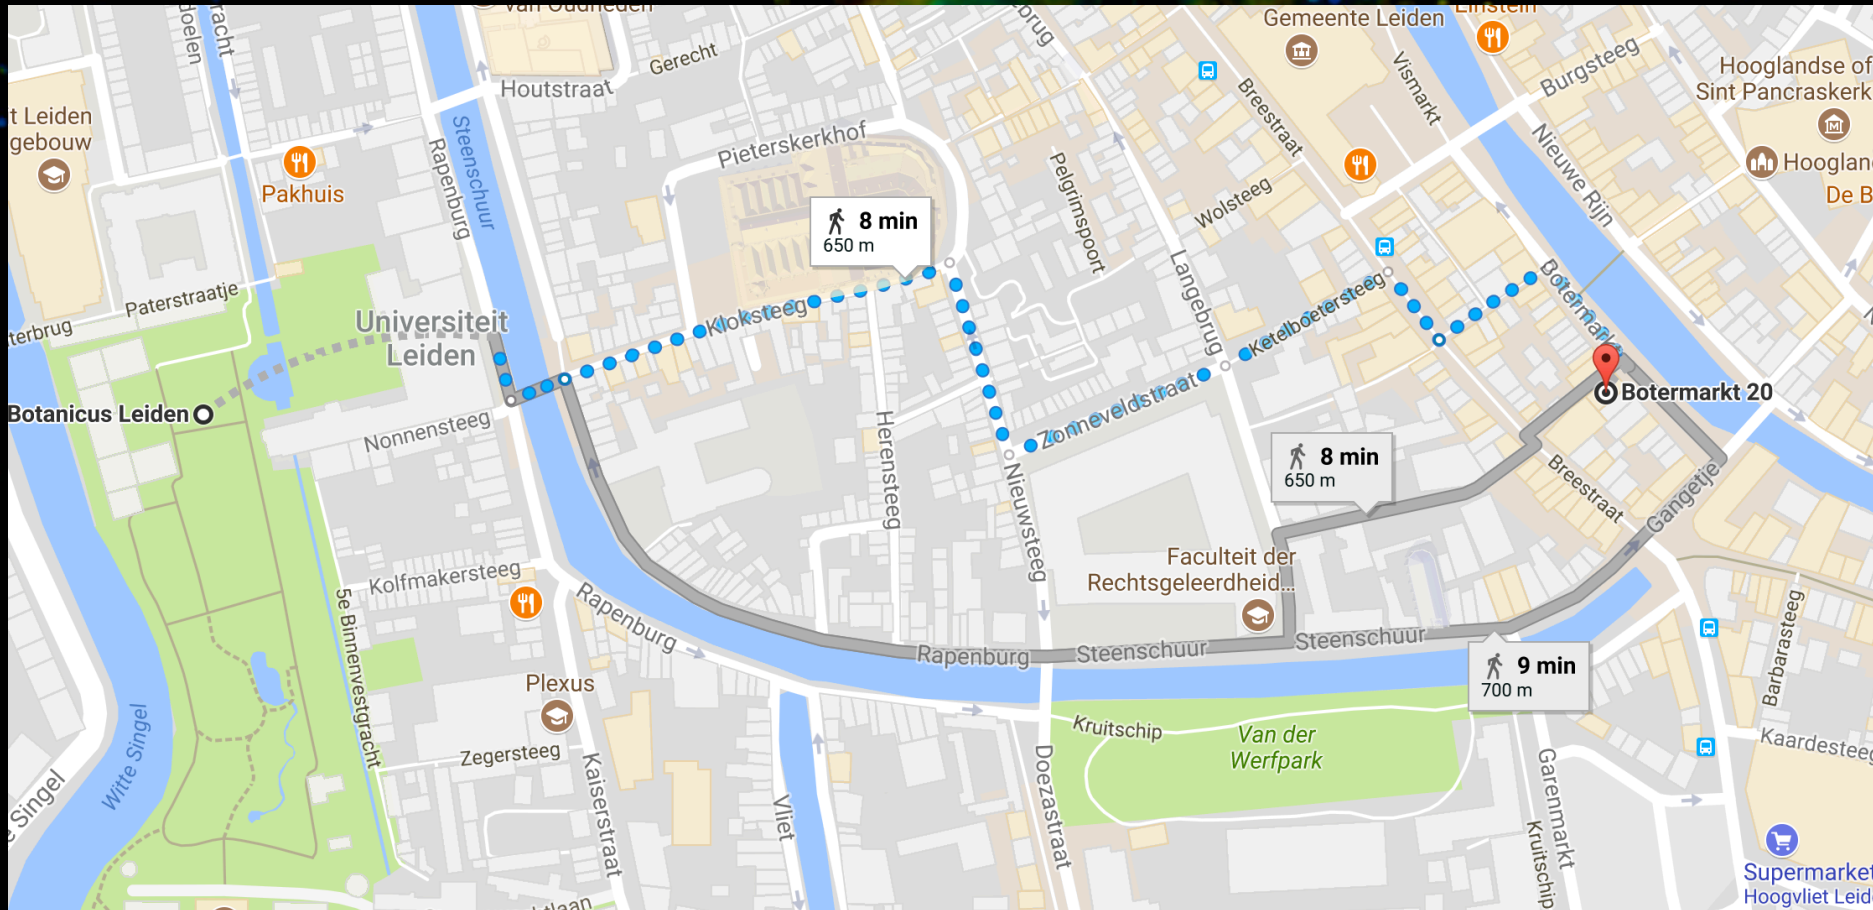 Gemeente Leiden
Einstein
Burgsteeg
Hooglandse of
Sint Pancraskerk
Vismarkt
Gerecht
Houtstraat
t Leiden
gebouw
Pakhuis
Steenschuur
Rapenburg
Pieterskerkhof
Breestraat
Nieuwe Rijn
Pelgrimspoort
Wolsteeg
8 min
650 m
Langebrug
Botermarkt
Paterstraatje
terbrug
Universiteit
Leiden
Kloksteeg
Ketelboetersteeg
Botermarkt 20
Botanicus Leiden
Nonnensteeg
Zonneveldstraat
Herensteeg
8 min
650 m
Nieuwsteeg
Breestraat
Gangetje
Faculteit der
Rechtsgeleerdheid...
Kolfmakersteeg
Rapenburg
5e Binnenvestgracht
Rapenburg
Steenschuur
Steenschuur
9 min
700 m
Barbarasteeg
Plexus
Witte Singel
Kruitschip
Van der
Werfpark
Zegersteeg
Kaiserstraat
Vliet
Doezastraat
Garenmarkt
Kaardesteeg
Kruitschip
e Singel
Supermarket
Hoogvliet Leid